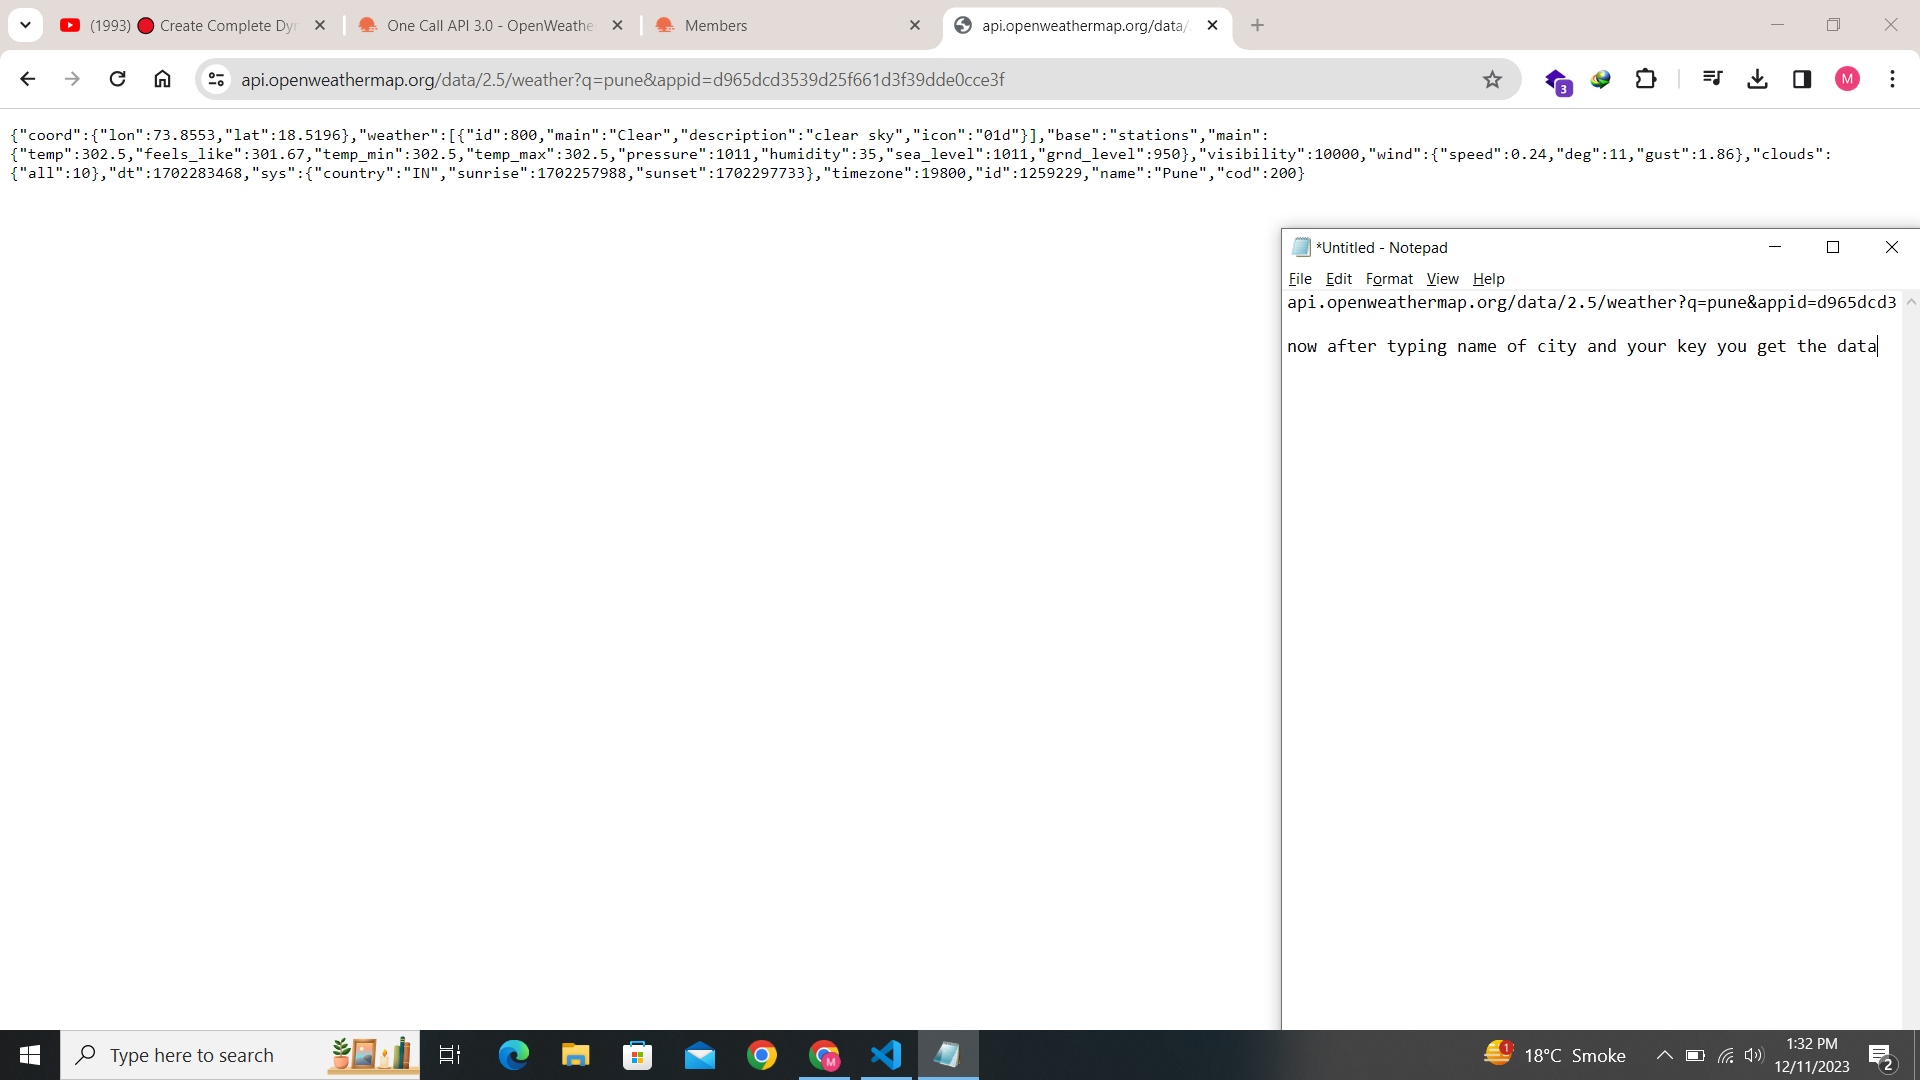 (1993) 🔴 Create Complete Dyn
One Call API 3.0 - OpenWeathe
Members
api.openweathermap.org/data/2
api.openweathermap.org/data/2.5/weather?q=pune&appid=d965dcd3539d25f661d3f39dde0cce3f
3
M
{"coord":{"lon":73.8553,"lat":18.5196},"weather":[{"id":800,"main":"Clear","description":"clear sky","icon":"01d"}],"base":"stations","main":
{"temp":302.5,"feels_like":301.67,"temp_min":302.5,"temp_max":302.5,"pressure":1011,"humidity":35,"sea_level":1011,"grnd_level":950},"visibility":10000,"wind":{"speed":0.24,"deg":11,"gust":1.86},"clouds":
{"all":10},"dt":1702283468,"sys":{"country":"IN","sunrise":1702257988,"sunset":1702297733},"timezone":19800,"id":1259229,"name":"Pune","cod":200}
*Untitled - Notepad
File Edit Format View Help
api.openweathermap.org/data/2.5/weather?q=pune&appid=d965dcd3
now after typing name of city and your key you get the data
Type here to search
M
1
18°C Smoke
1:32 PM
12/11/2023
2